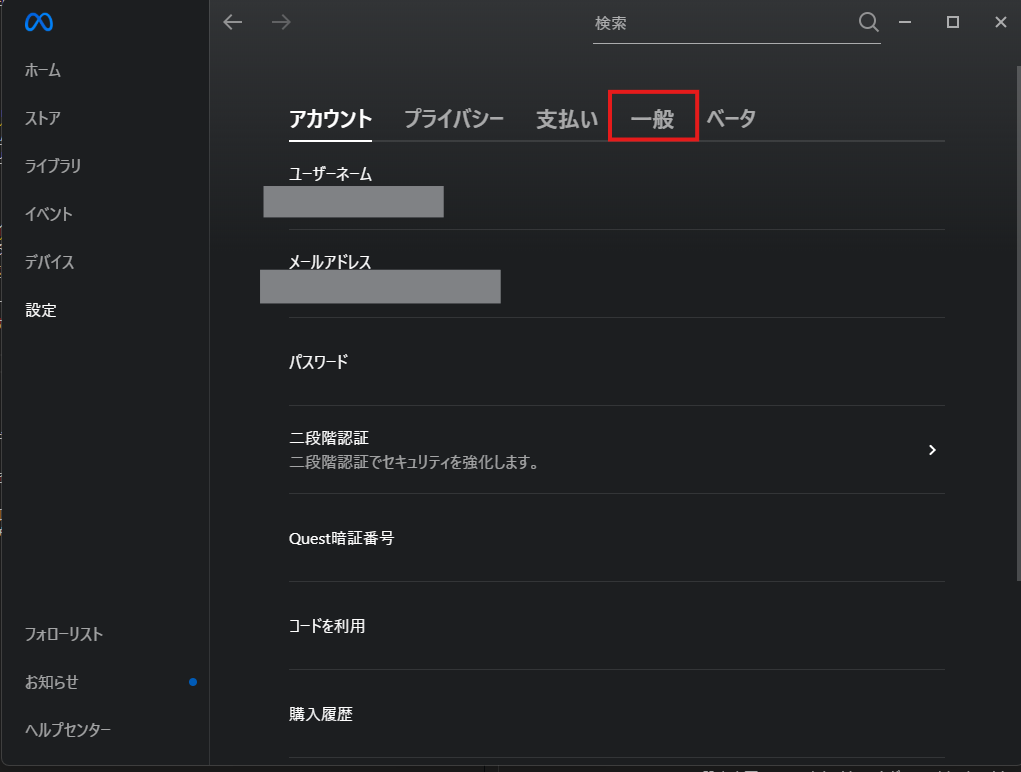 検索
ホーム
ストア
ライブラリ
イベント
デバイス
設定
フォローリスト
お知らせ
ヘルプセンター
アカウント プライバシー 支払い 一般 ベータ
ユーザーネーム
メールアドレス
パスワード
二段階認証
二段階認証でセキュリティを強化します。
Quest暗証番号
コードを利用
購入履歴